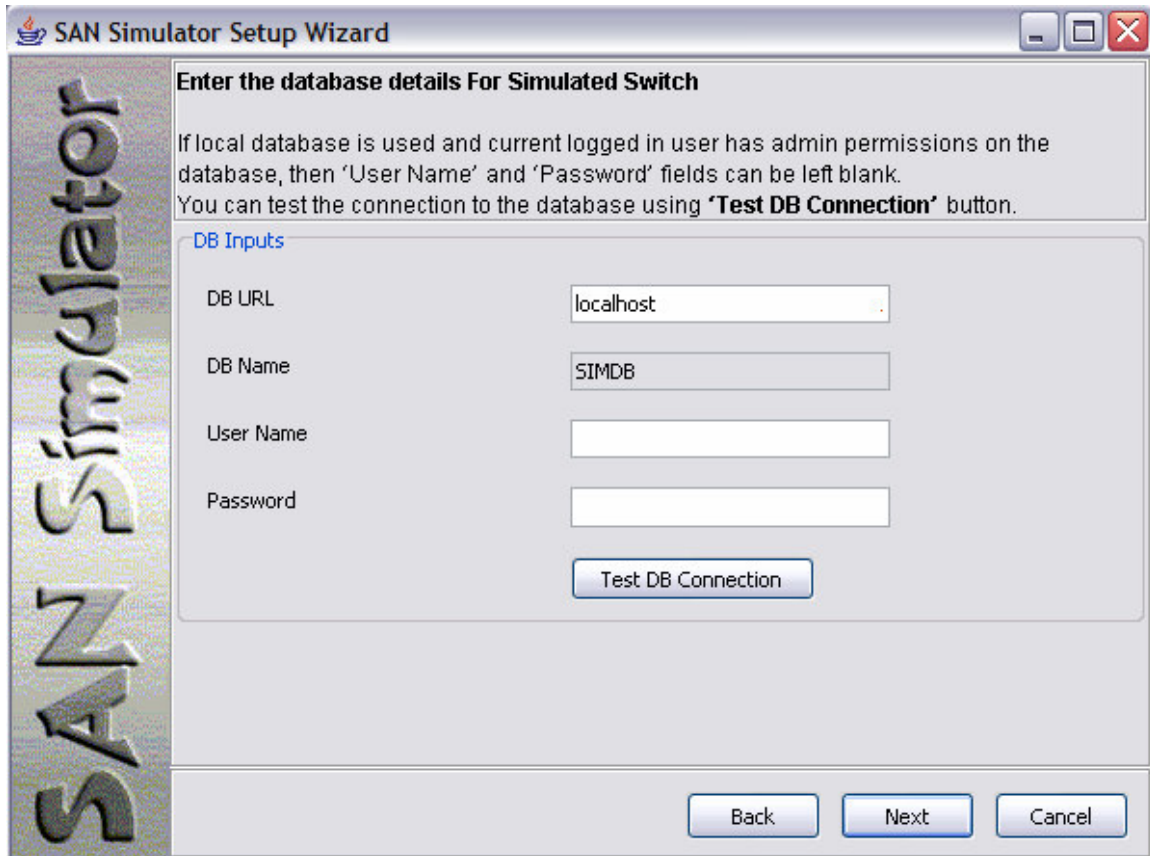 SAN Simulator Setup Wizard
SAN Simulator
Enter the database details For Simulated Switch
If local database is used and current logged in user has admin permissions on the
database, then ‘User Name’ and ‘Password’ fields can be left blank.
You can test the connection to the database using ‘Test DB Connection’ button.
DB Inputs
DB URL
localhost
DB Name
SIMDB
User Name
Password
Test DB Connection
Back
Next
Cancel